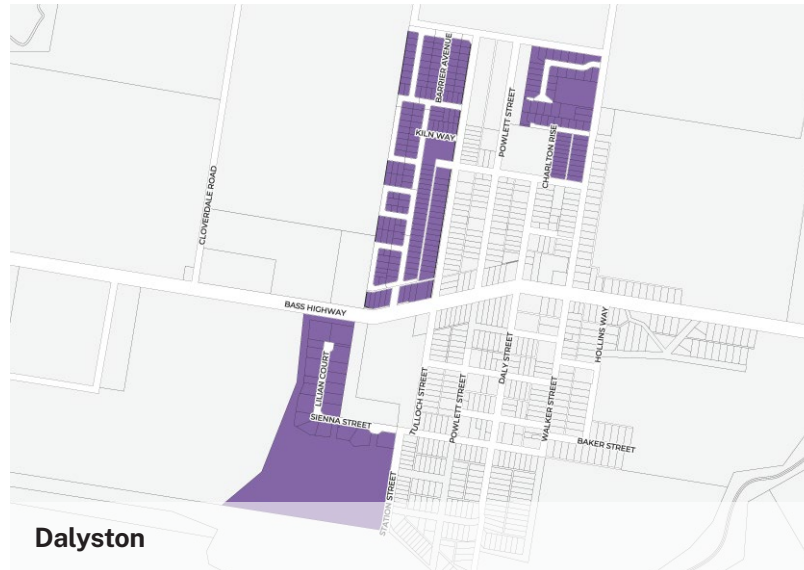 BARRIER AVENUE
POWLETT STREET
KILN WAY
CHARLTON RISE
CLOVERDALE ROAD
BASS HIGHWAY
HOLLINS WAY
LILIAN COURT
DALY STREET
TULLOCH STREET
POWLETT STREET
WALKER STREET
SIENNA STREET
BAKER STREET
STATION STREET
Dalyston